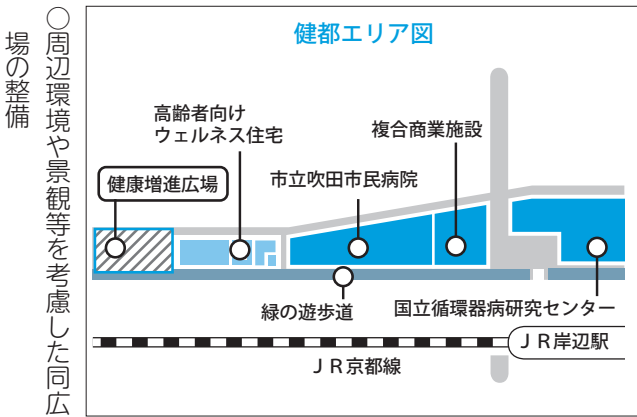 ○周辺環境や景観等を考慮した同広
場の整備
健都エリア図
高齢者向け
ウェルネス住宅
複合商業施設
健康増進広場
市立吹田市民病院
緑の遊歩道
国立循環器病研究センター
ＪＲ岸辺駅
ＪＲ京都線